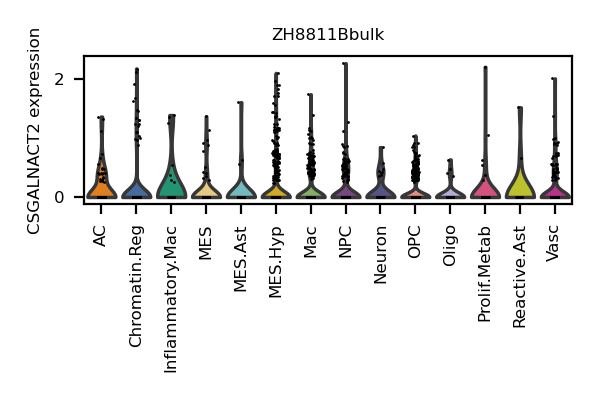 ZH8811Bbulk
CSGALNACT2 expression
2
0
AC
Chromatin.Reg
Inflammatory.Mac
MES
MES.Ast
MES.Hyp
Mac
NPC
Neuron
OPC
Oligo
Prolif.Metab
Reactive.Ast
Vasc